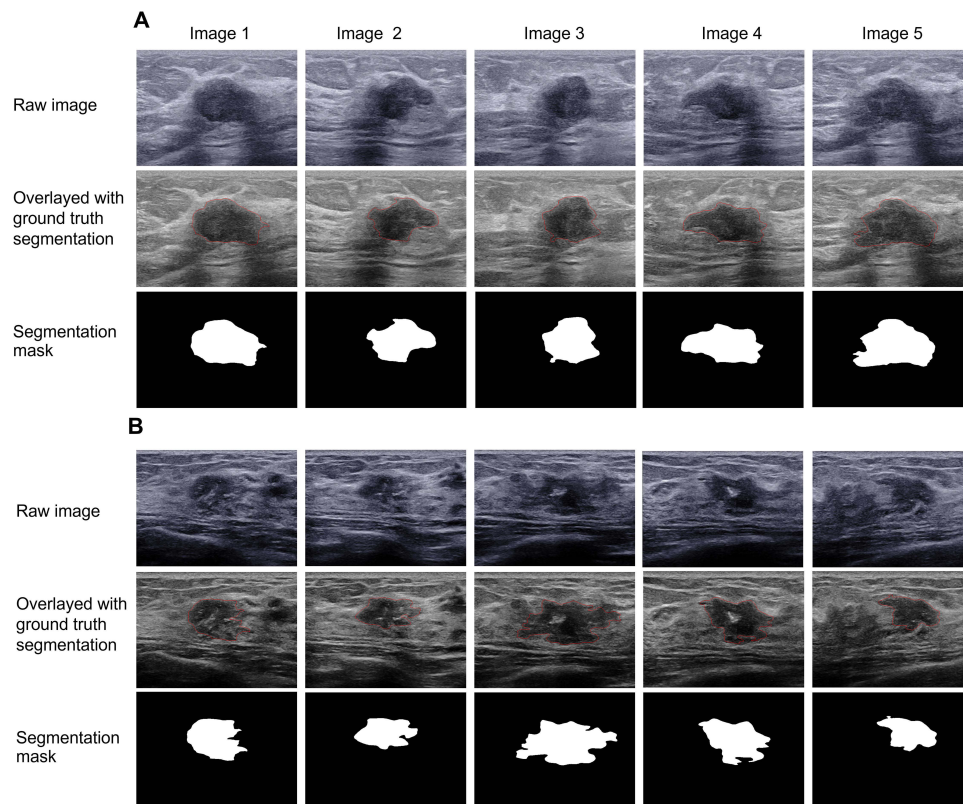 A
Image 1
Image  2
Image 3
Image 4
Image 5
Raw image
Overlayed with
ground truth
segmentation
Segmentation
mask
B
Raw image
Overlayed with
ground truth
segmentation
Segmentation
mask